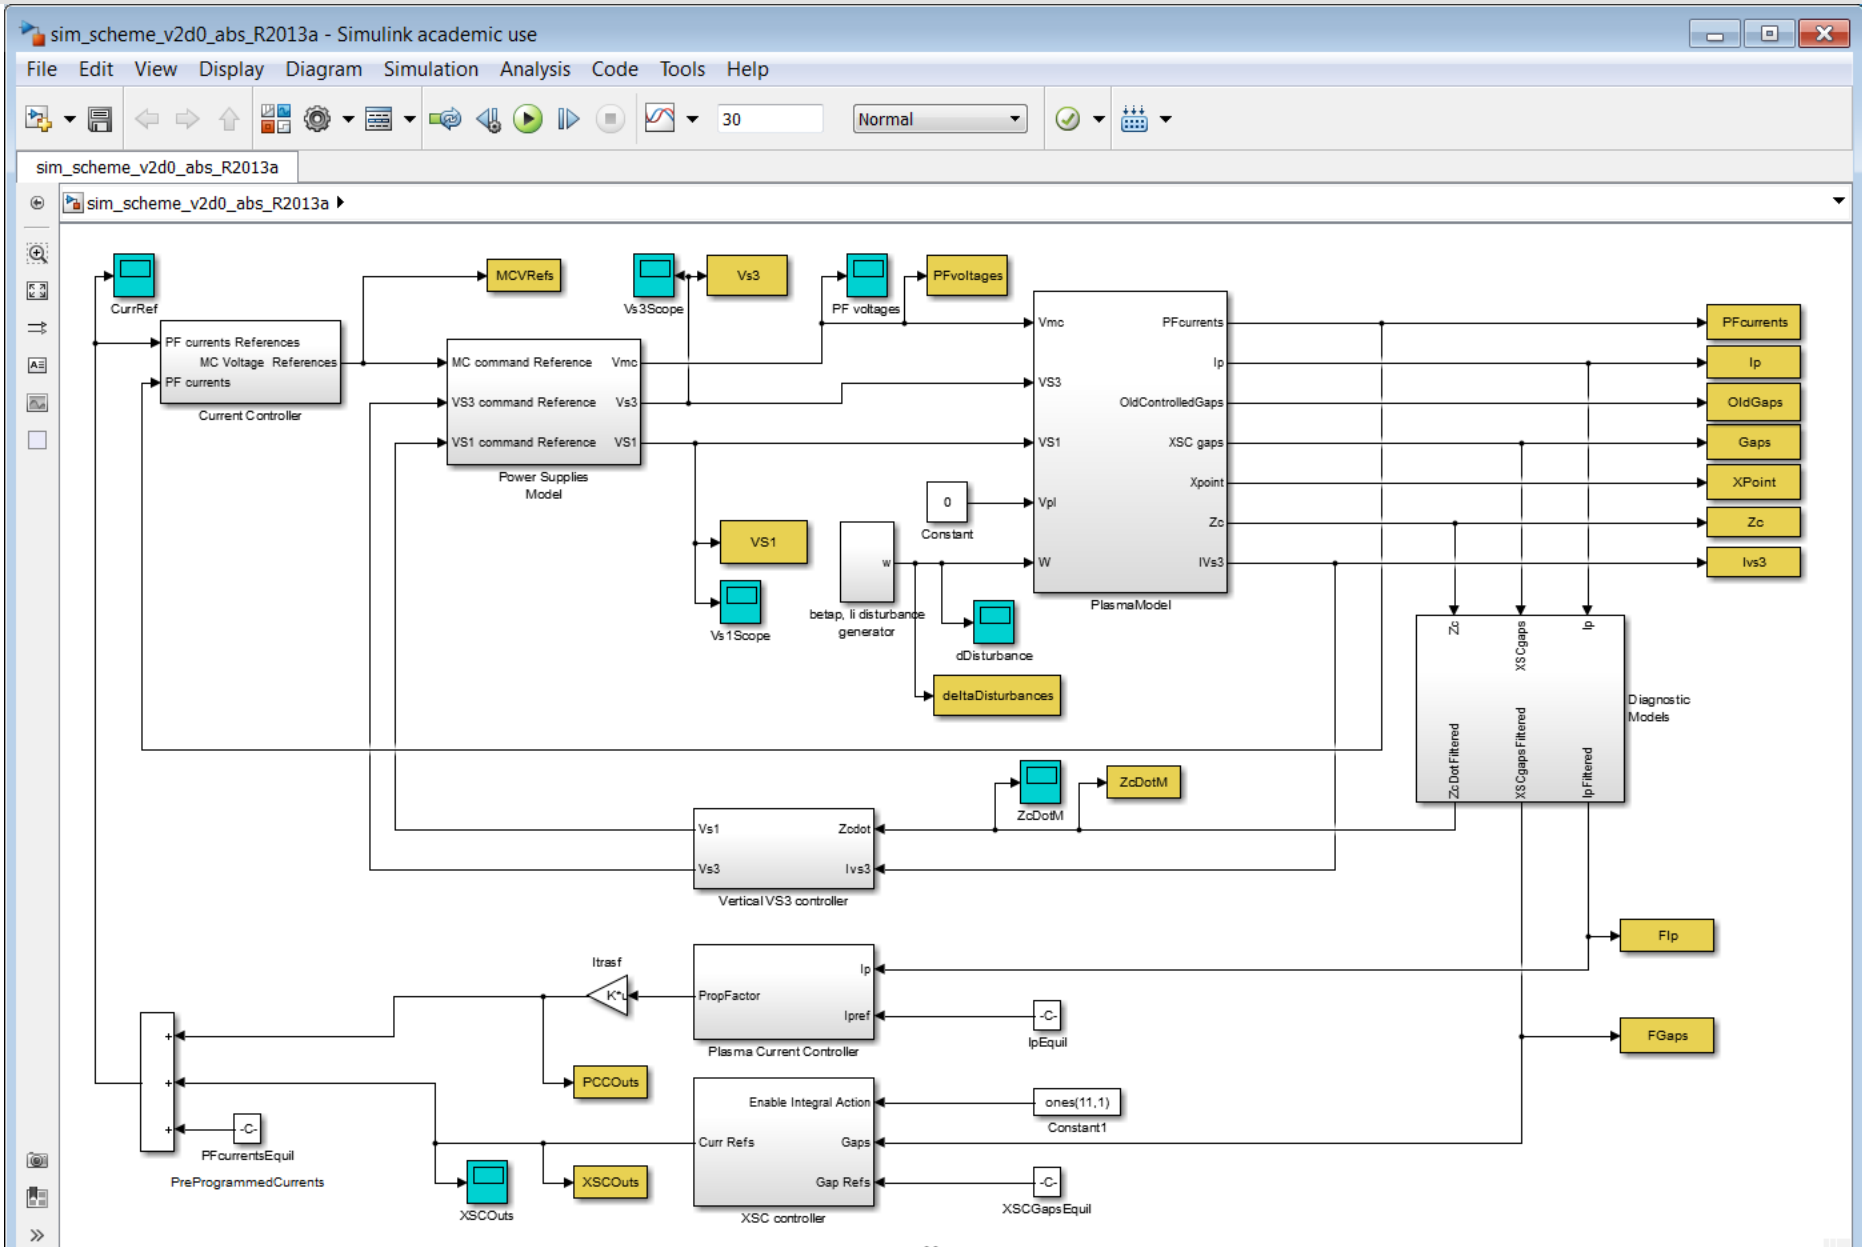 sim_scheme_v2d0_abs_R2013a - Simulink academic use
File Edit View Display Diagram Simulation Analysis Code Tools Help
30
Normal
sim_scheme_v2d0_abs_R2013a
sim_scheme_v2d0_abs_R2013a
CurrRef
PF currents References
MC Voltage References
PF currents
Current Controller
MCVRefs
MC command Reference
Vmc
VS3 command Reference
Vs3
VS1 command Reference
VS1
Power Supplies
Model
Vs3Scope
Vs3
PF voltages
PFvoltages
VS1
Vs1Scope
0
Constant
w
betap, li disturbance
generator
dDisturbance
deltaDisturbances
Vmc
PFcurrents
Ip
VS3
OldControlledGaps
VS1
XSC gaps
Xpoint
Vpl
Zc
W
IVs3
PlasmaModel
PFcurrents
Ip
OldGaps
Gaps
XPoint
Zc
Ivs3
Zc
XSCgaps
Ip
ZcDotFiltered
XSCgapsFiltered
IpFiltered
Diagnostic
Models
ZcDotM
ZcDotM
Vs1
Zcdot
Vs3
Ivs3
Vertical VS3 controller
FIp
FGaps
Itrasf
K*u
Ip
PropFactor
Ipref
Plasma Current Controller
-C-
IpEquil
PCCOuts
Enable Integral Action
Curr Refs
Gaps
Gap Refs
XSC controller
ones(11,1)
Constant1
-C-
XSCGapsEquil
+
+
+
-C-
PFcurrentsEquil
PreProgrammedCurrents
XSCOuts
XSCOuts